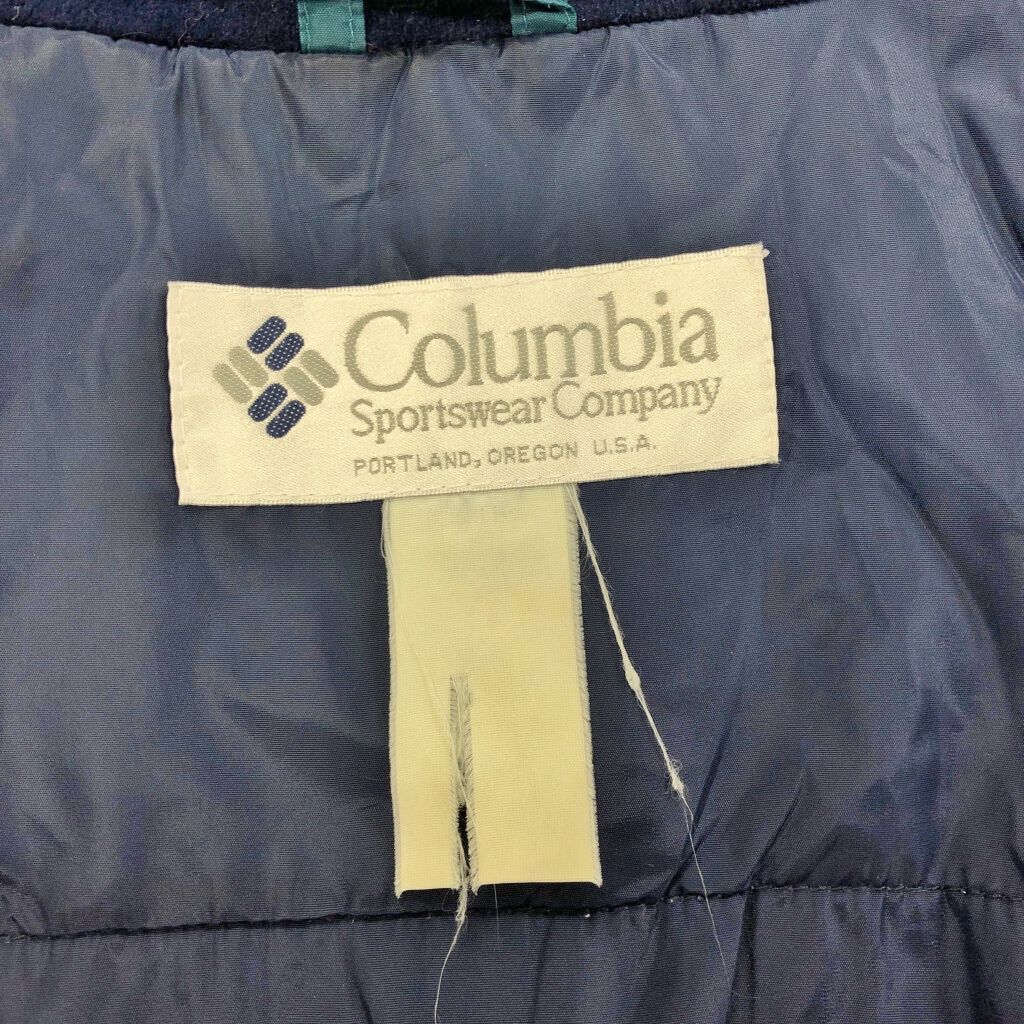 Columbia
Sportswear Company
PORTLAND, OREGON U.S.A.